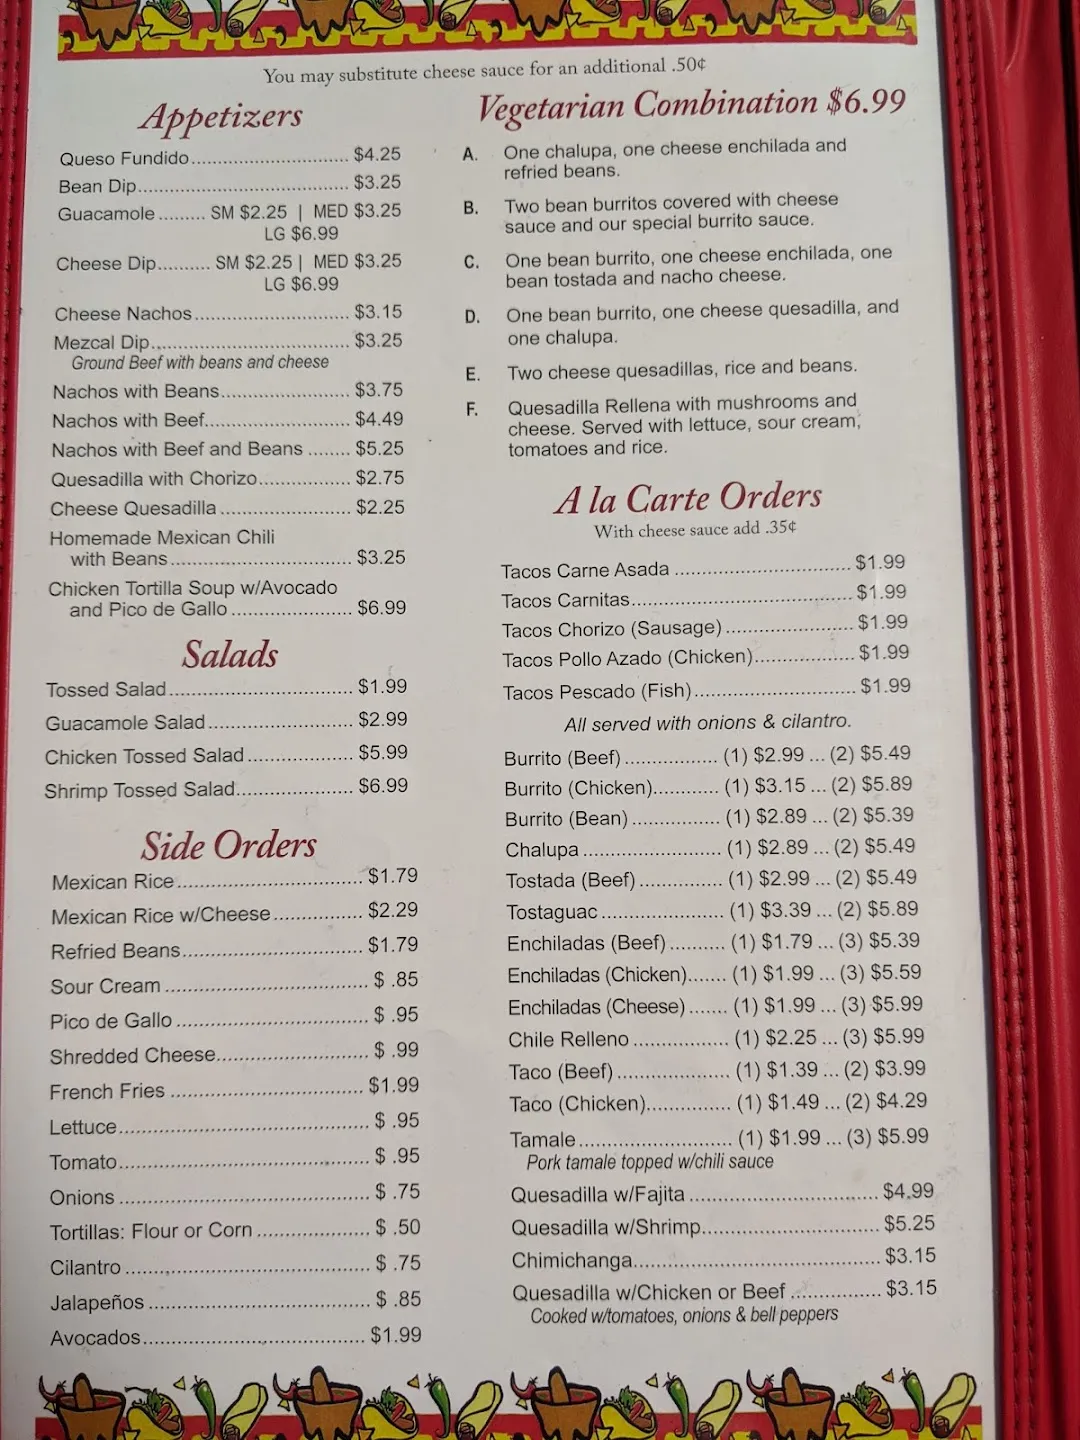 You may substitute cheese sauce for an additional .50¢
Appetizers
Queso Fundido.............................. $4.25
Bean Dip........................................ $3.25
Guacamole ......... SM $2.25 | MED $3.25
LG $6.99
Cheese Dip.......... SM $2.25 | MED $3.25
LG $6.99
Cheese Nachos ............................. $3.15
Mezcal Dip...................................... $3.25
Ground Beef with beans and cheese
Nachos with Beans........................ $3.75
Nachos with Beef........................... $4.49
Nachos with Beef and Beans ........ $5.25
Quesadilla with Chorizo................. $2.75
Cheese Quesadilla ........................ $2.25
Homemade Mexican Chili
with Beans .................................. $3.25
Chicken Tortilla Soup w/Avocado
and Pico de Gallo ....................... $6.99
Salads
Tossed Salad .................................. $1.99
Guacamole Salad........................... $2.99
Chicken Tossed Salad .................... $5.99
Shrimp Tossed Salad...................... $6.99
Side Orders
Mexican Rice .................................. $1.79
Mexican Rice w/Cheese ................ $2.29
Refried Beans................................. $1.79
Sour Cream ..................................... $ .85
Pico de Gallo ................................... $ .95
Shredded Cheese............................ $ .99
French Fries .................................... $1.99
Lettuce............................................. $ .95
Tomato............................................. $ .95
Onions ............................................. $ .75
Tortillas: Flour or Corn .................... $ .50
Cilantro ............................................ $ .75
Jalapeños ........................................ $ .85
Avocados......................................... $1.99
Vegetarian Combination $6.99
A. One chalupa, one cheese enchilada and
refried beans.
B. Two bean burritos covered with cheese
sauce and our special burrito sauce.
C. One bean burrito, one cheese enchilada, one
bean tostada and nacho cheese.
D. One bean burrito, one cheese quesadilla, and
one chalupa.
E. Two cheese quesadillas, rice and beans.
F. Quesadilla Rellena with mushrooms and
cheese. Served with lettuce, sour cream,
tomatoes and rice.
A la Carte Orders
With cheese sauce add .35¢
Tacos Carne Asada ................................ $1.99
Tacos Carnitas........................................ $1.99
Tacos Chorizo (Sausage) ....................... $1.99
Tacos Pollo Azado (Chicken).................. $1.99
Tacos Pescado (Fish) ............................. $1.99
All served with onions & cilantro.
Burrito (Beef) ................. (1) $2.99 ... (2) $5.49
Burrito (Chicken)............ (1) $3.15 ... (2) $5.89
Burrito (Bean) ................ (1) $2.89 ... (2) $5.39
Chalupa ......................... (1) $2.89 ... (2) $5.49
Tostada (Beef) ............... (1) $2.99 ... (2) $5.49
Tostaguac ...................... (1) $3.39 ... (2) $5.89
Enchiladas (Beef).......... (1) $1.79 ... (3) $5.39
Enchiladas (Chicken)....... (1) $1.99 ... (3) $5.59
Enchiladas (Cheese) ....... (1) $1.99 ... (3) $5.99
Chile Relleno ................. (1) $2.25 ... (3) $5.99
Taco (Beef) .................... (1) $1.39 ... (2) $3.99
Taco (Chicken)............... (1) $1.49 ... (2) $4.29
Tamale ........................... (1) $1.99 ... (3) $5.99
Pork tamale topped w/chili sauce
Quesadilla w/Fajita ................................. $4.99
Quesadilla w/Shrimp............................... $5.25
Chimichanga........................................... $3.15
Quesadilla w/Chicken or Beef ................ $3.15
Cooked w/tomatoes, onions & bell peppers